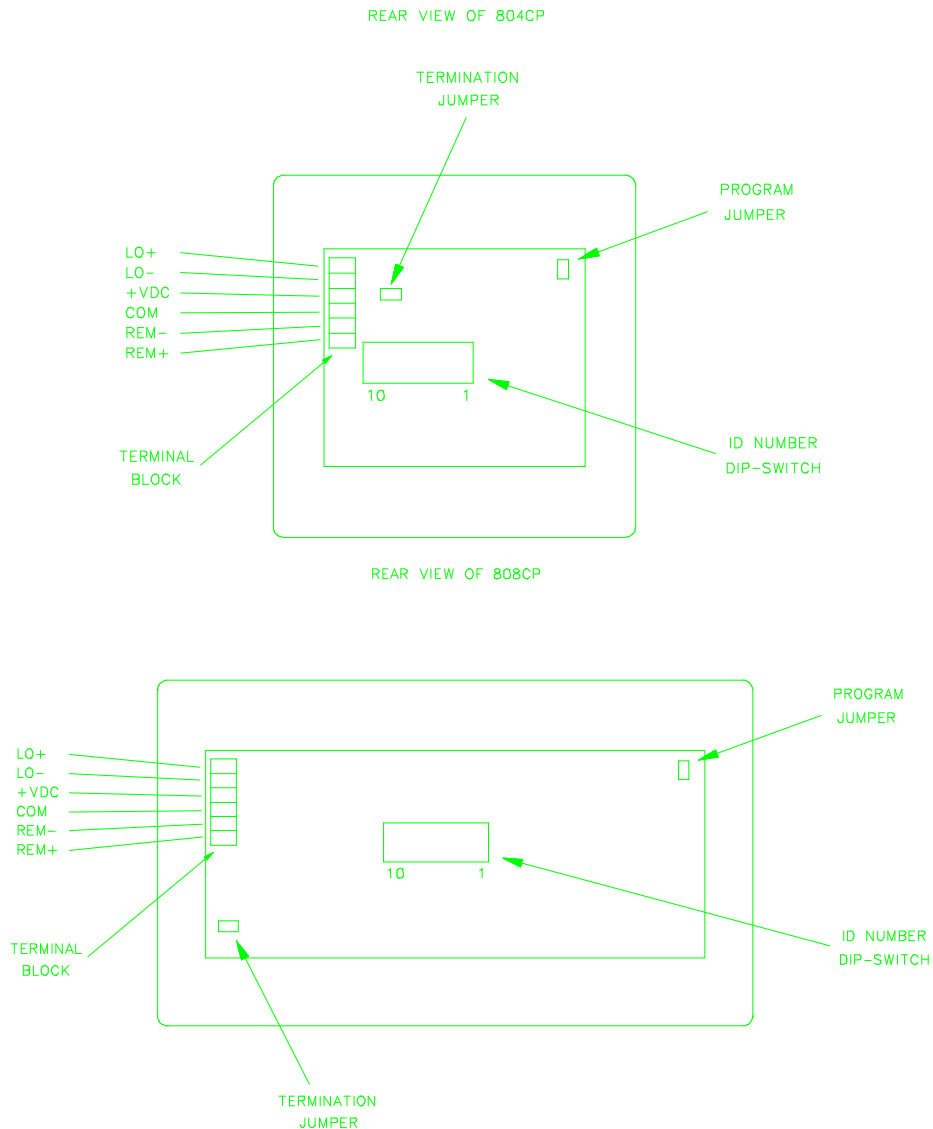 REAR VIEW OF 804CP
TERMINATION
JUMPER
PROGRAM
JUMPER
LO+
LO-
+VDC
COM
REM-
REM+
10 1
TERMINAL
BLOCK
ID NUMBER
DIP-SWITCH
REAR VIEW OF 808CP
PROGRAM
JUMPER
LO+
LO-
+VDC
COM
REM-
REM+
10 1
TERMINAL
BLOCK
ID NUMBER
DIP-SWITCH
TERMINATION
JUMPER